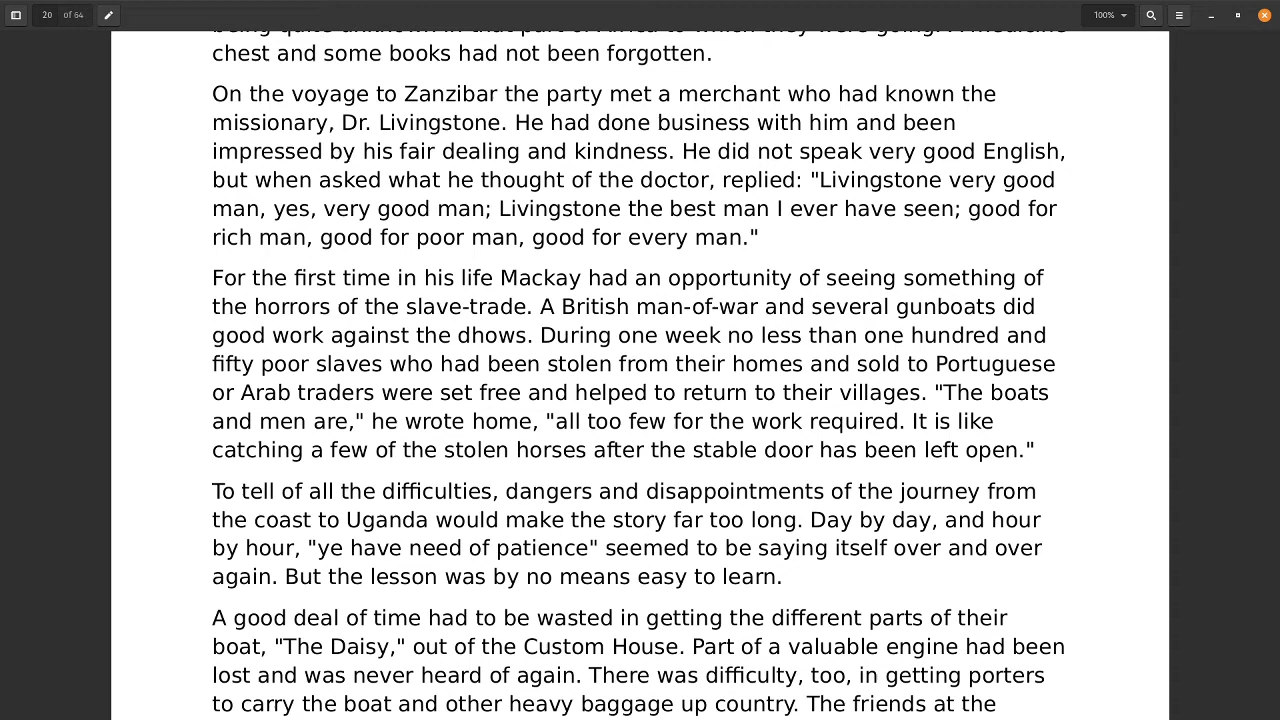 20 of 64
100%
chest and some books had not been forgotten.
On the voyage to Zanzibar the party met a merchant who had known the
missionary, Dr. Livingstone. He had done business with him and been
impressed by his fair dealing and kindness. He did not speak very good English,
but when asked what he thought of the doctor, replied: "Livingstone very good
man, yes, very good man; Livingstone the best man I ever have seen; good for
rich man, good for poor man, good for every man."
For the first time in his life Mackay had an opportunity of seeing something of
the horrors of the slave-trade. A British man-of-war and several gunboats did
good work against the dhows. During one week no less than one hundred and
fifty poor slaves who had been stolen from their homes and sold to Portuguese
or Arab traders were set free and helped to return to their villages. "The boats
and men are," he wrote home, "all too few for the work required. It is like
catching a few of the stolen horses after the stable door has been left open."
To tell of all the difficulties, dangers and disappointments of the journey from
the coast to Uganda would make the story far too long. Day by day, and hour
by hour, "ye have need of patience" seemed to be saying itself over and over
again. But the lesson was by no means easy to learn.
A good deal of time had to be wasted in getting the different parts of their
boat, "The Daisy," out of the Custom House. Part of a valuable engine had been
lost and was never heard of again. There was difficulty, too, in getting porters
to carry the boat and other heavy baggage up country. The friends at the